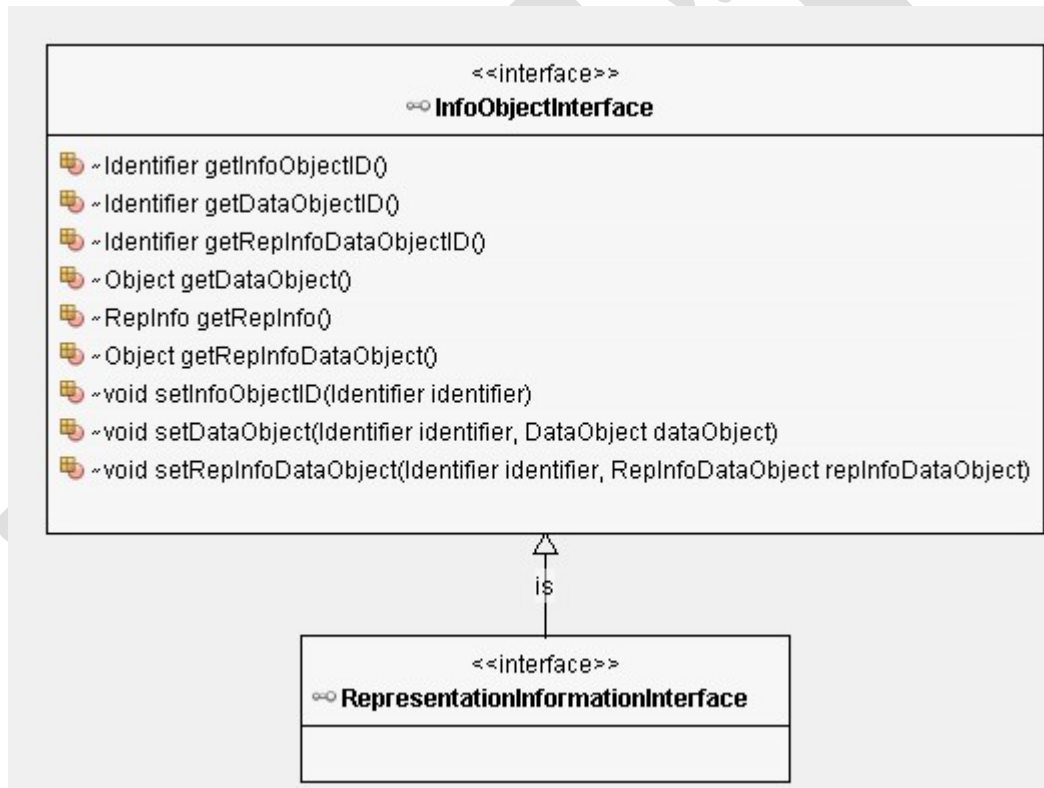 <<interface>>
InfoObjectInterface
~Identifier getInfoObjectID()
~Identifier getDataObjectID()
~Identifier getRepInfoDataObjectID()
~Object getDataObject()
~RepInfo getRepInfo()
~Object getRepInfoDataObject()
~void setInfoObjectID(Identifier identifier)
~void setDataObject(Identifier identifier, DataObject dataObject)
~void setRepInfoDataObject(Identifier identifier, RepInfoDataObject repInfoDataObject)
is
<<interface>>
RepresentationInformationInterface